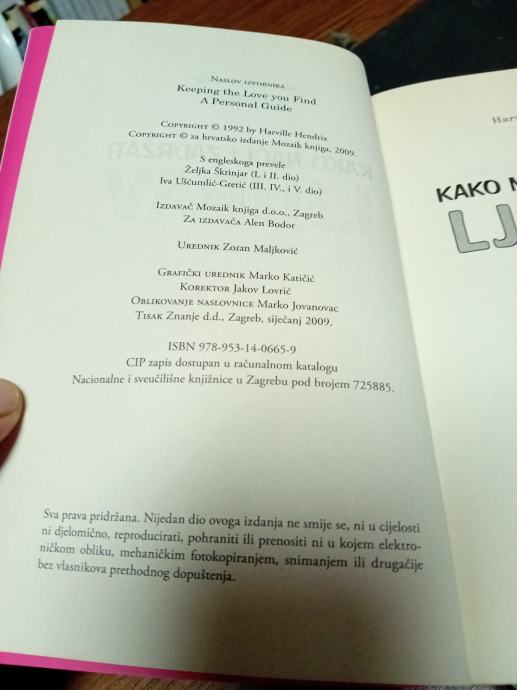 Naslov izvornika
Keeping the Love you Find
A Personal Guide
Copyright © 1992 by Harville Hendrix
Copyright © za hrvatsko izdanje Mozaik knjiga, 2009.
S engleskoga prevele
Željka Škrinjar (I. i II. dio)
Iva Ušćumlić-Gretić (III. IV., i V. dio)
Izdavač Mozaik knjiga d.o.o., Zagreb
Za izdavača Alen Bodor
Urednik Zoran Maljković
Grafički urednik Marko Katičić
Korektor Jakov Lovrić
Oblikovanje naslovnice Marko Jovanovac
Tisak Znanje d.d., Zagreb, siječanj 2009.
ISBN 978-953-14-0665-9
CIP zapis dostupan u računalnom katalogu
Nacionalne i sveučilišne knjižnice u Zagrebu pod brojem 725885.
Sva prava pridržana. Nijedan dio ovoga izdanja ne smije se, ni u cijelosti
ni djelomično, reproducirati, pohraniti ili prenositi ni u kojem elektro-
ničkom obliku, mehaničkim fotokopiranjem, snimanjem ili drugačije
bez vlasnikova prethodnog dopuštenja.
Harv
KAKO N
LJ